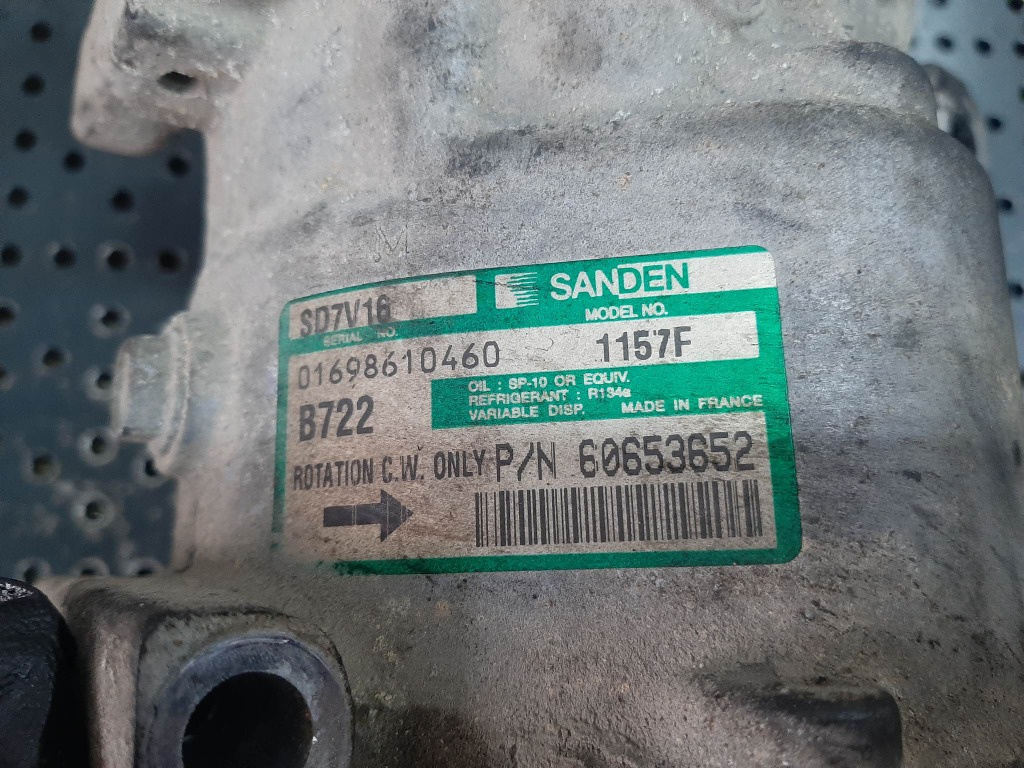 M
SD7V16
SANDEN
SERIAL NO.
MODEL NO.
01698610460
1157F
B722
OIL : SP-10 OR EQUIV.
REFRIGERANT : R134a
VARIABLE DISP. MADE IN FRANCE
ROTATION C.W. ONLY P/N 60653652